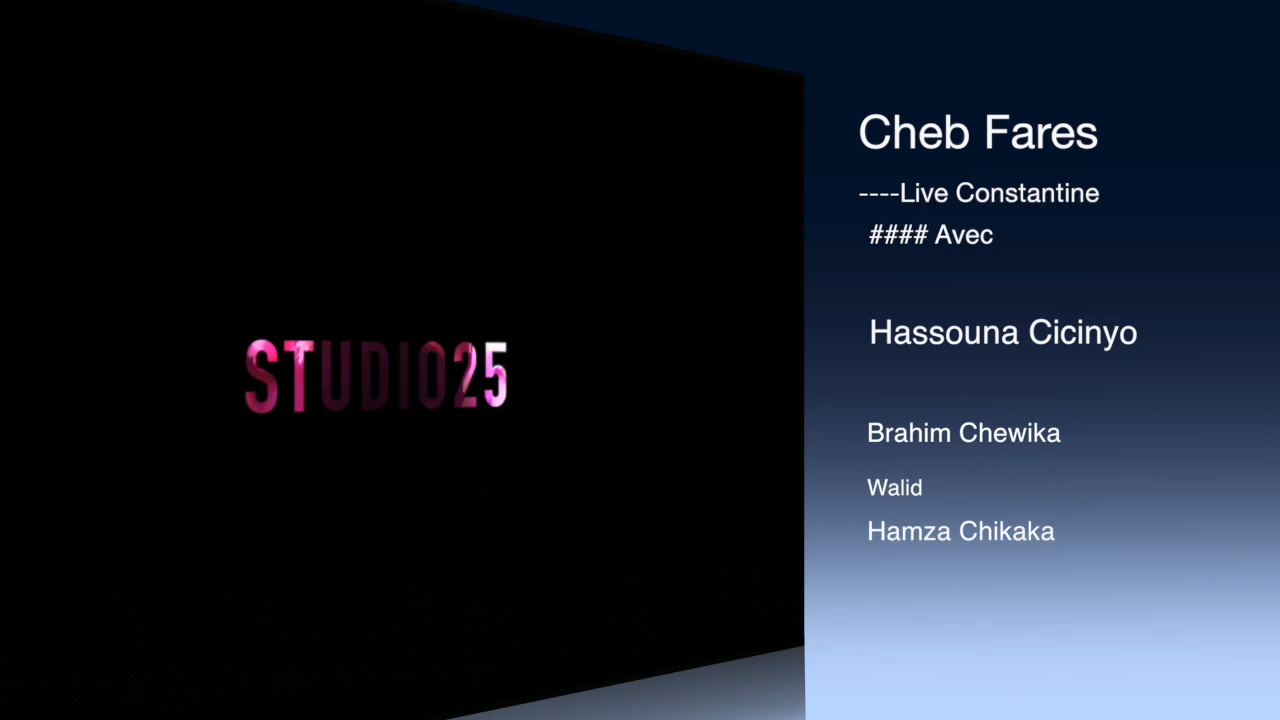 STUDIO25
Cheb Fares
----Live Constantine
#### Avec
Hassouna Cicinyo
Brahim Chewika
Walid
Hamza Chikaka